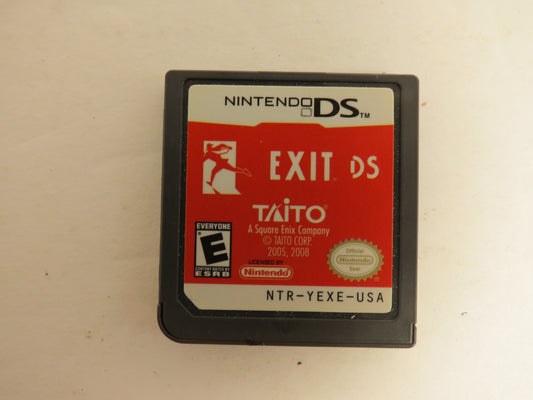 NINTENDO DS™
EXIT™ DS
TAITO
A Square Enix Company
© TAITO CORP.
2005, 2008
EVERYONE
E
CONTENT RATED BY
ESRB
LICENSED BY
Nintendo
Official
Nintendo
Seal
NTR-YEXE-USA